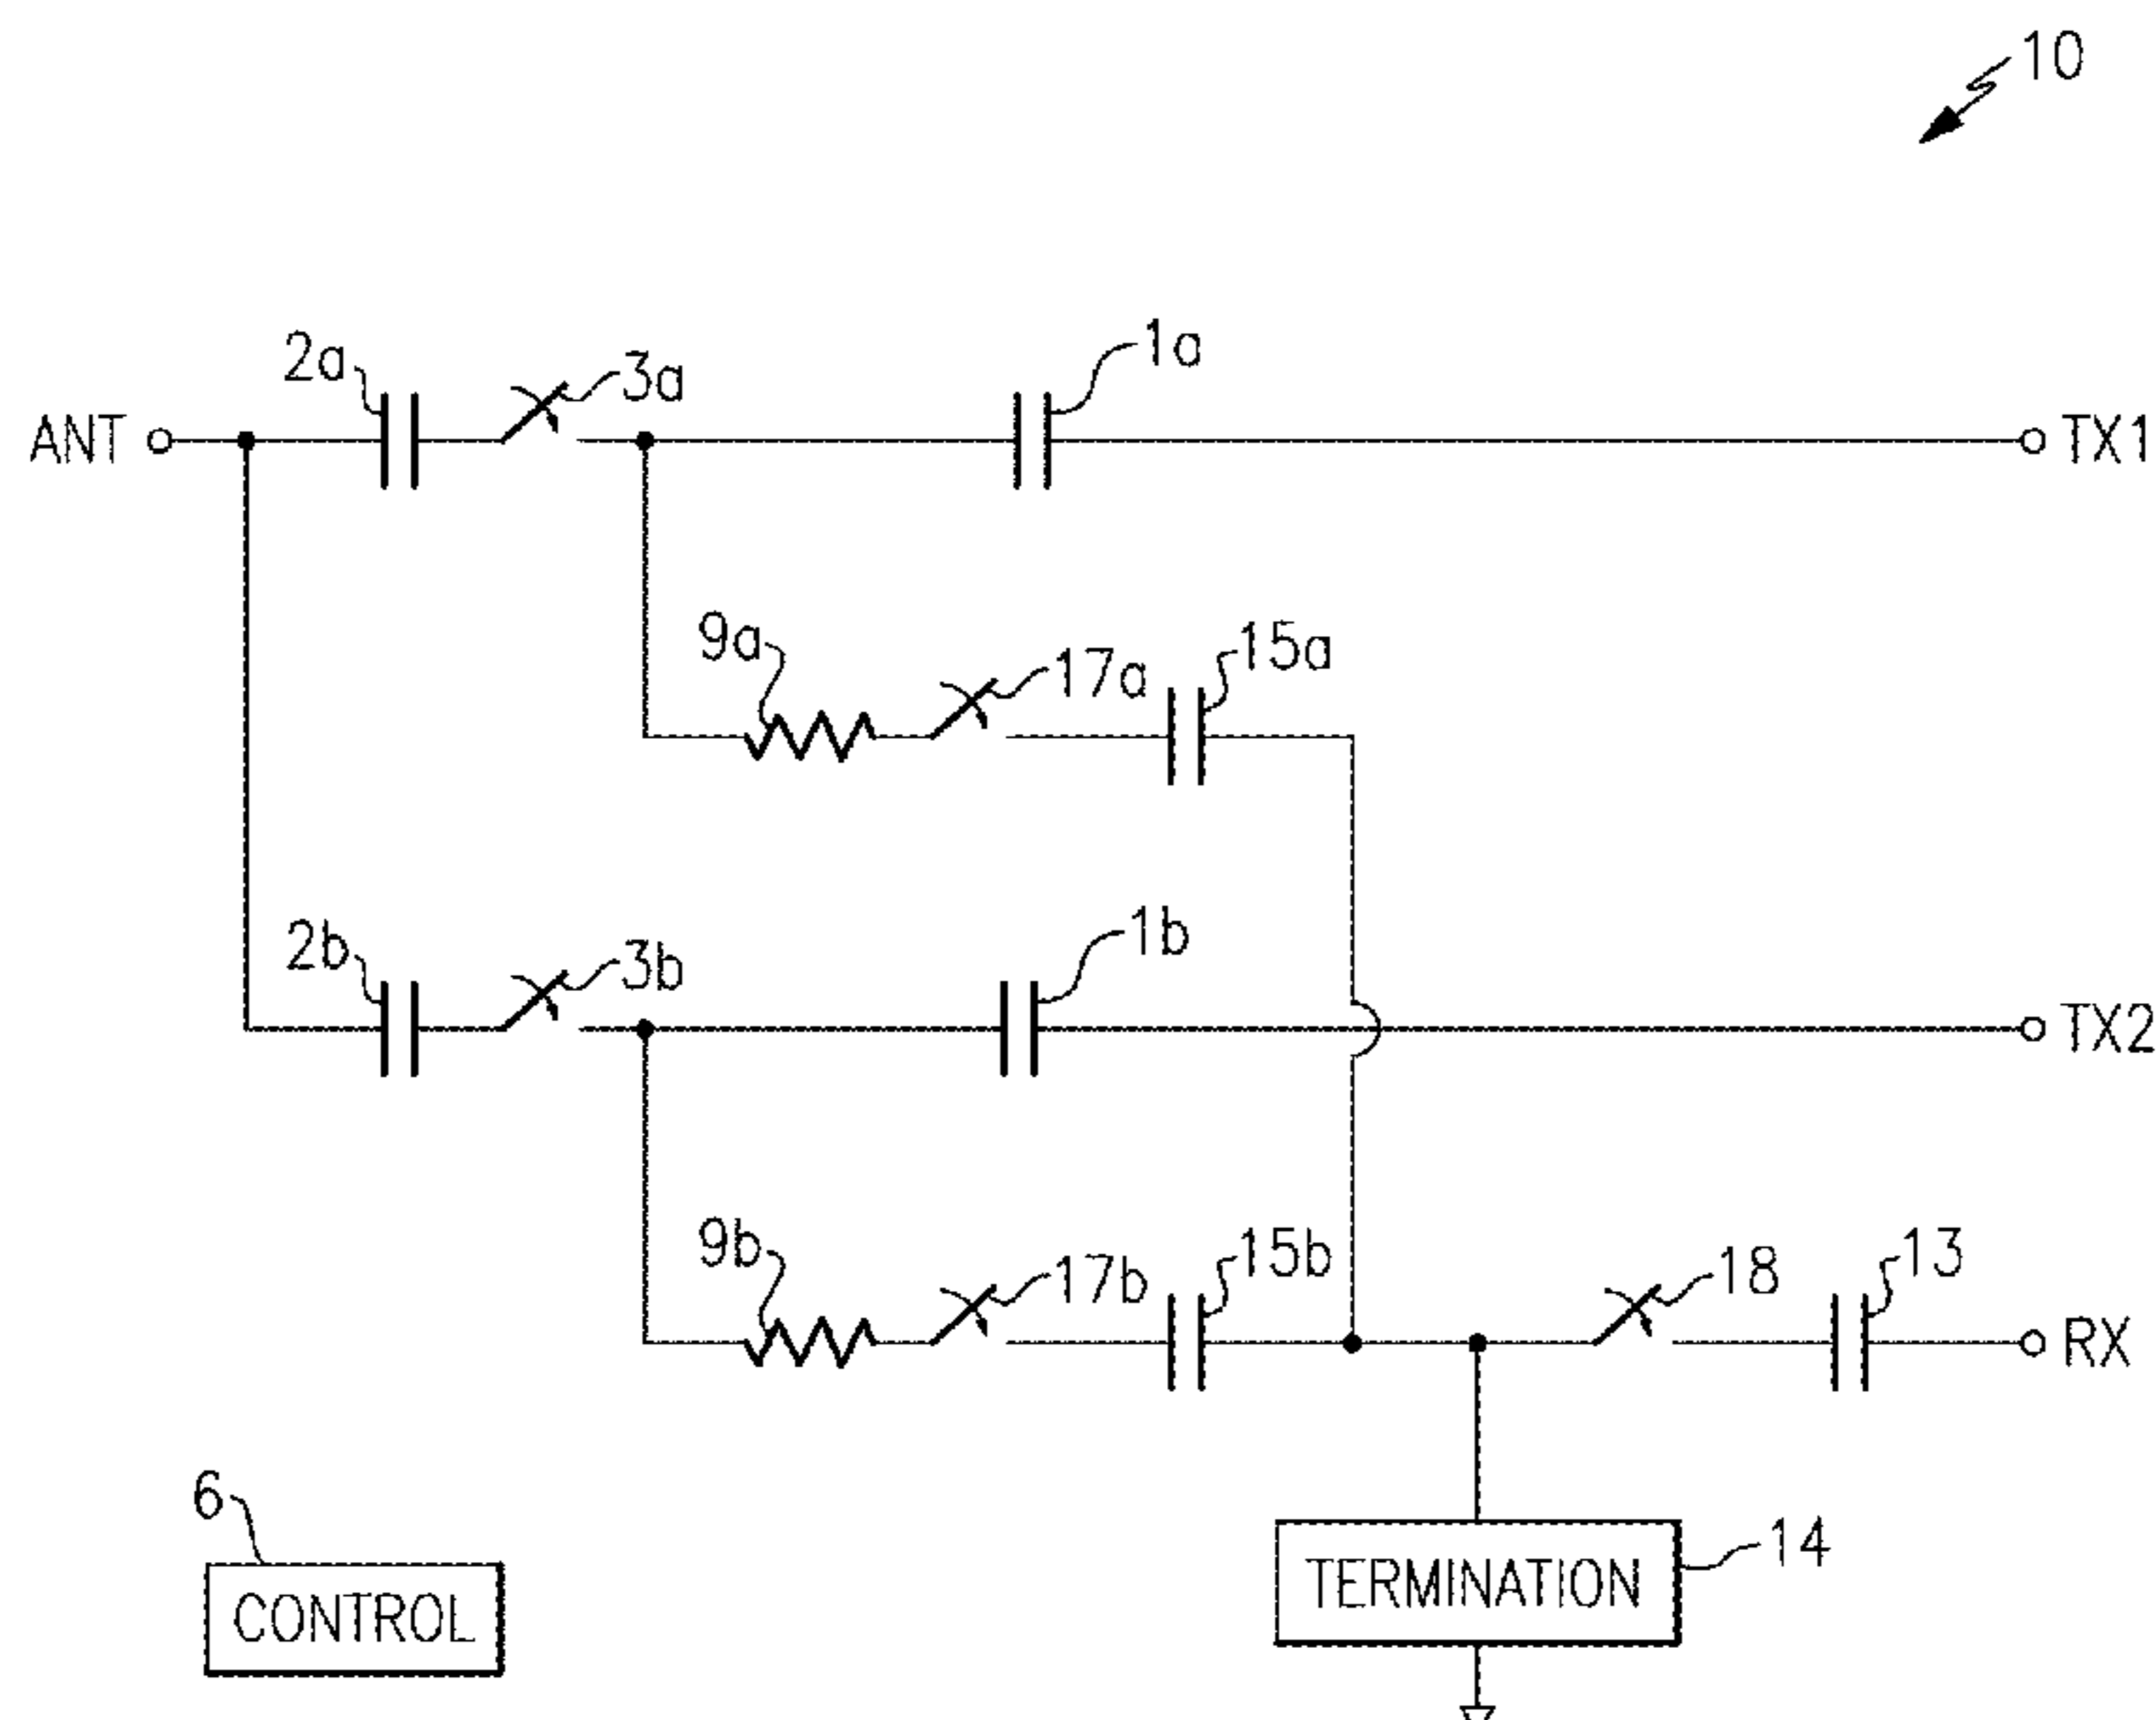 10
2a
3a
1a
ANT
TX1
9a
17a
15a
2b
3b
1b
TX2
9b
17b
15b
18
13
RX
6
CONTROL
TERMINATION
14